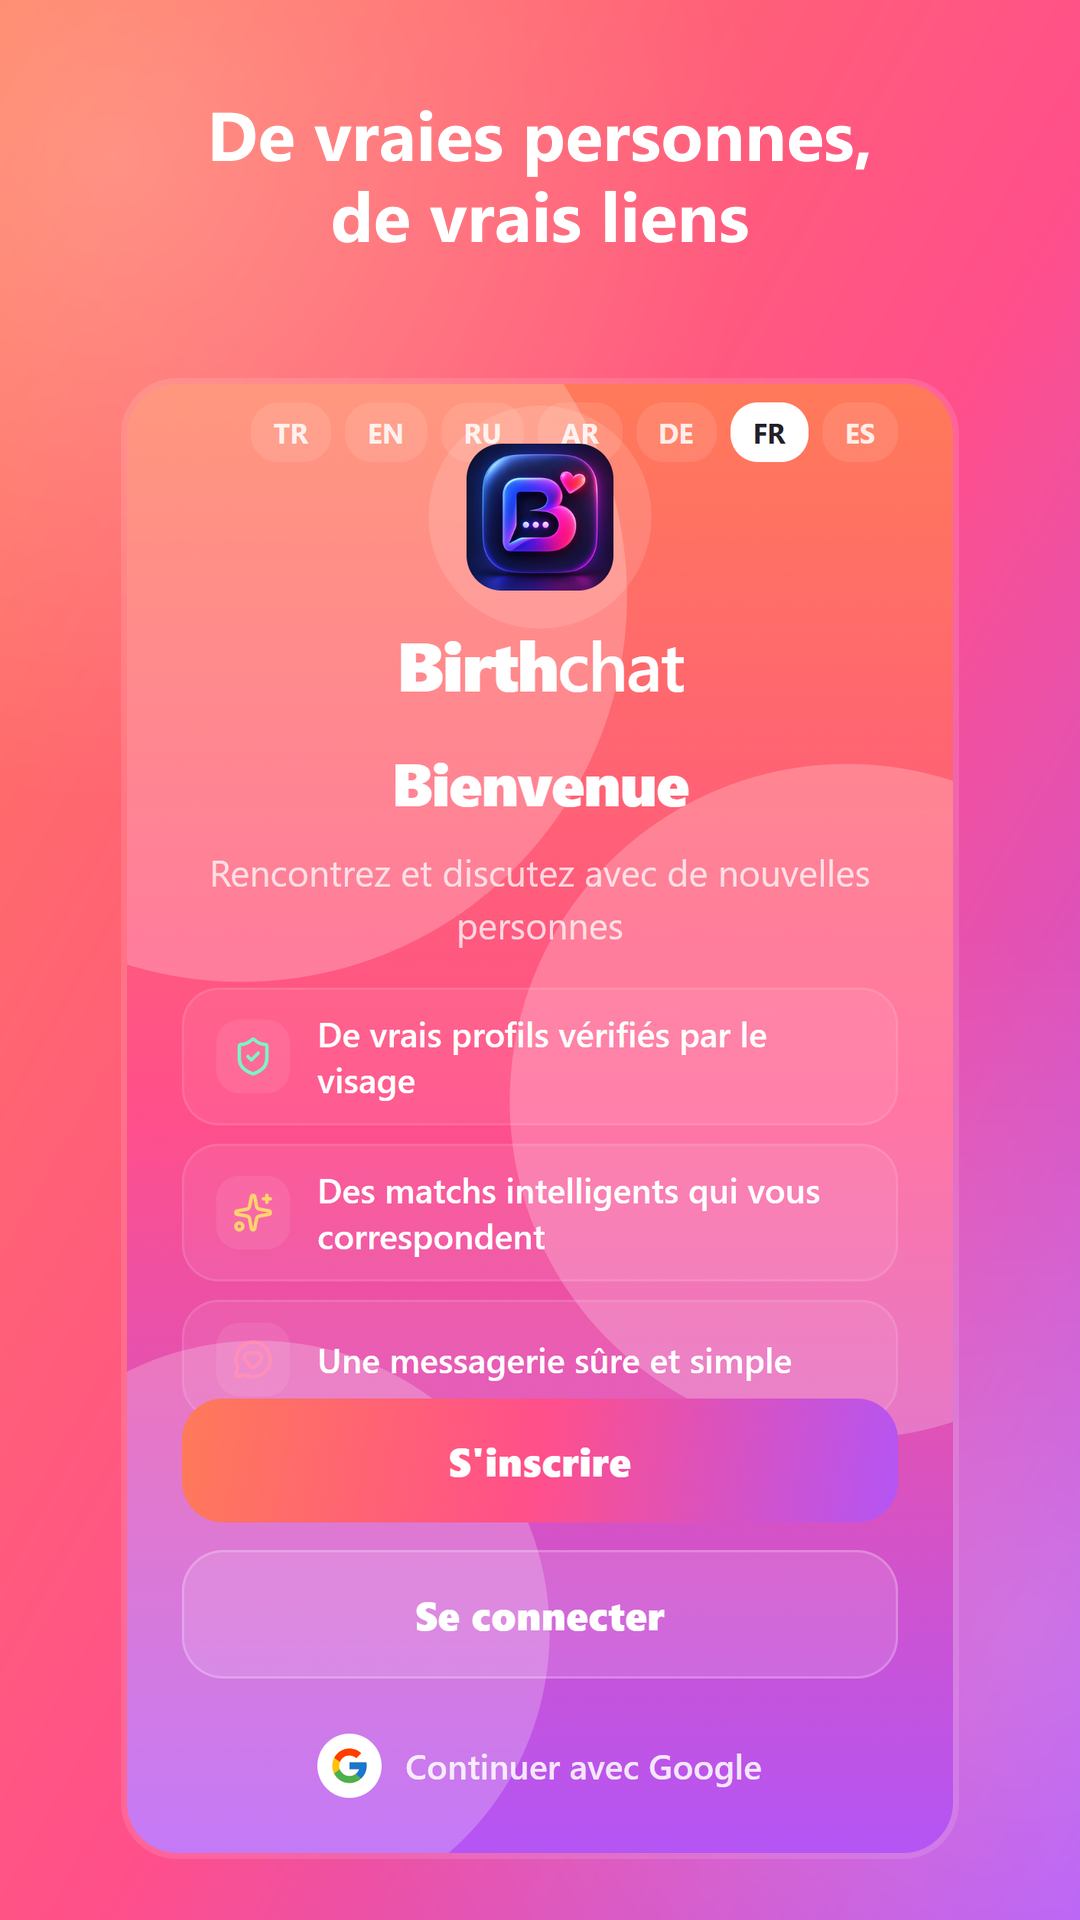 De vraies personnes,
de vrais liens
TR EN RU AR DE FR ES
Birthchat
Bienvenue
Rencontrez et discutez avec de nouvelles
personnes
De vrais profils vérifiés par le
visage
Des matchs intelligents qui vous
correspondent
Une messagerie sûre et simple
S'inscrire
Se connecter
Continuer avec Google